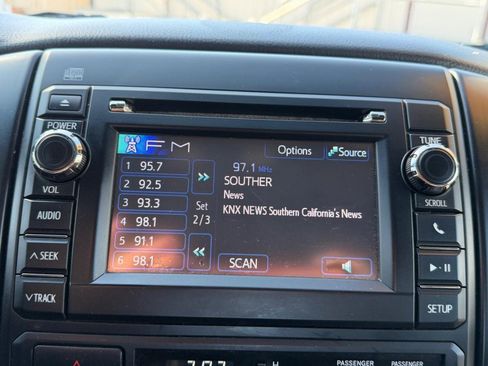 POWER
VOL
AUDIO
∧ SEEK
∨ TRACK
FM
Options
Source
1 95.7
2 92.5
3 93.3
4 98.1
5 91.1
6 98.1
Set
2/3
97.1 MHz
SOUTHER
News
KNX NEWS Southern California's News
SCAN
TUNE
SCROLL
SETUP
PASSENGER
PASSENGER